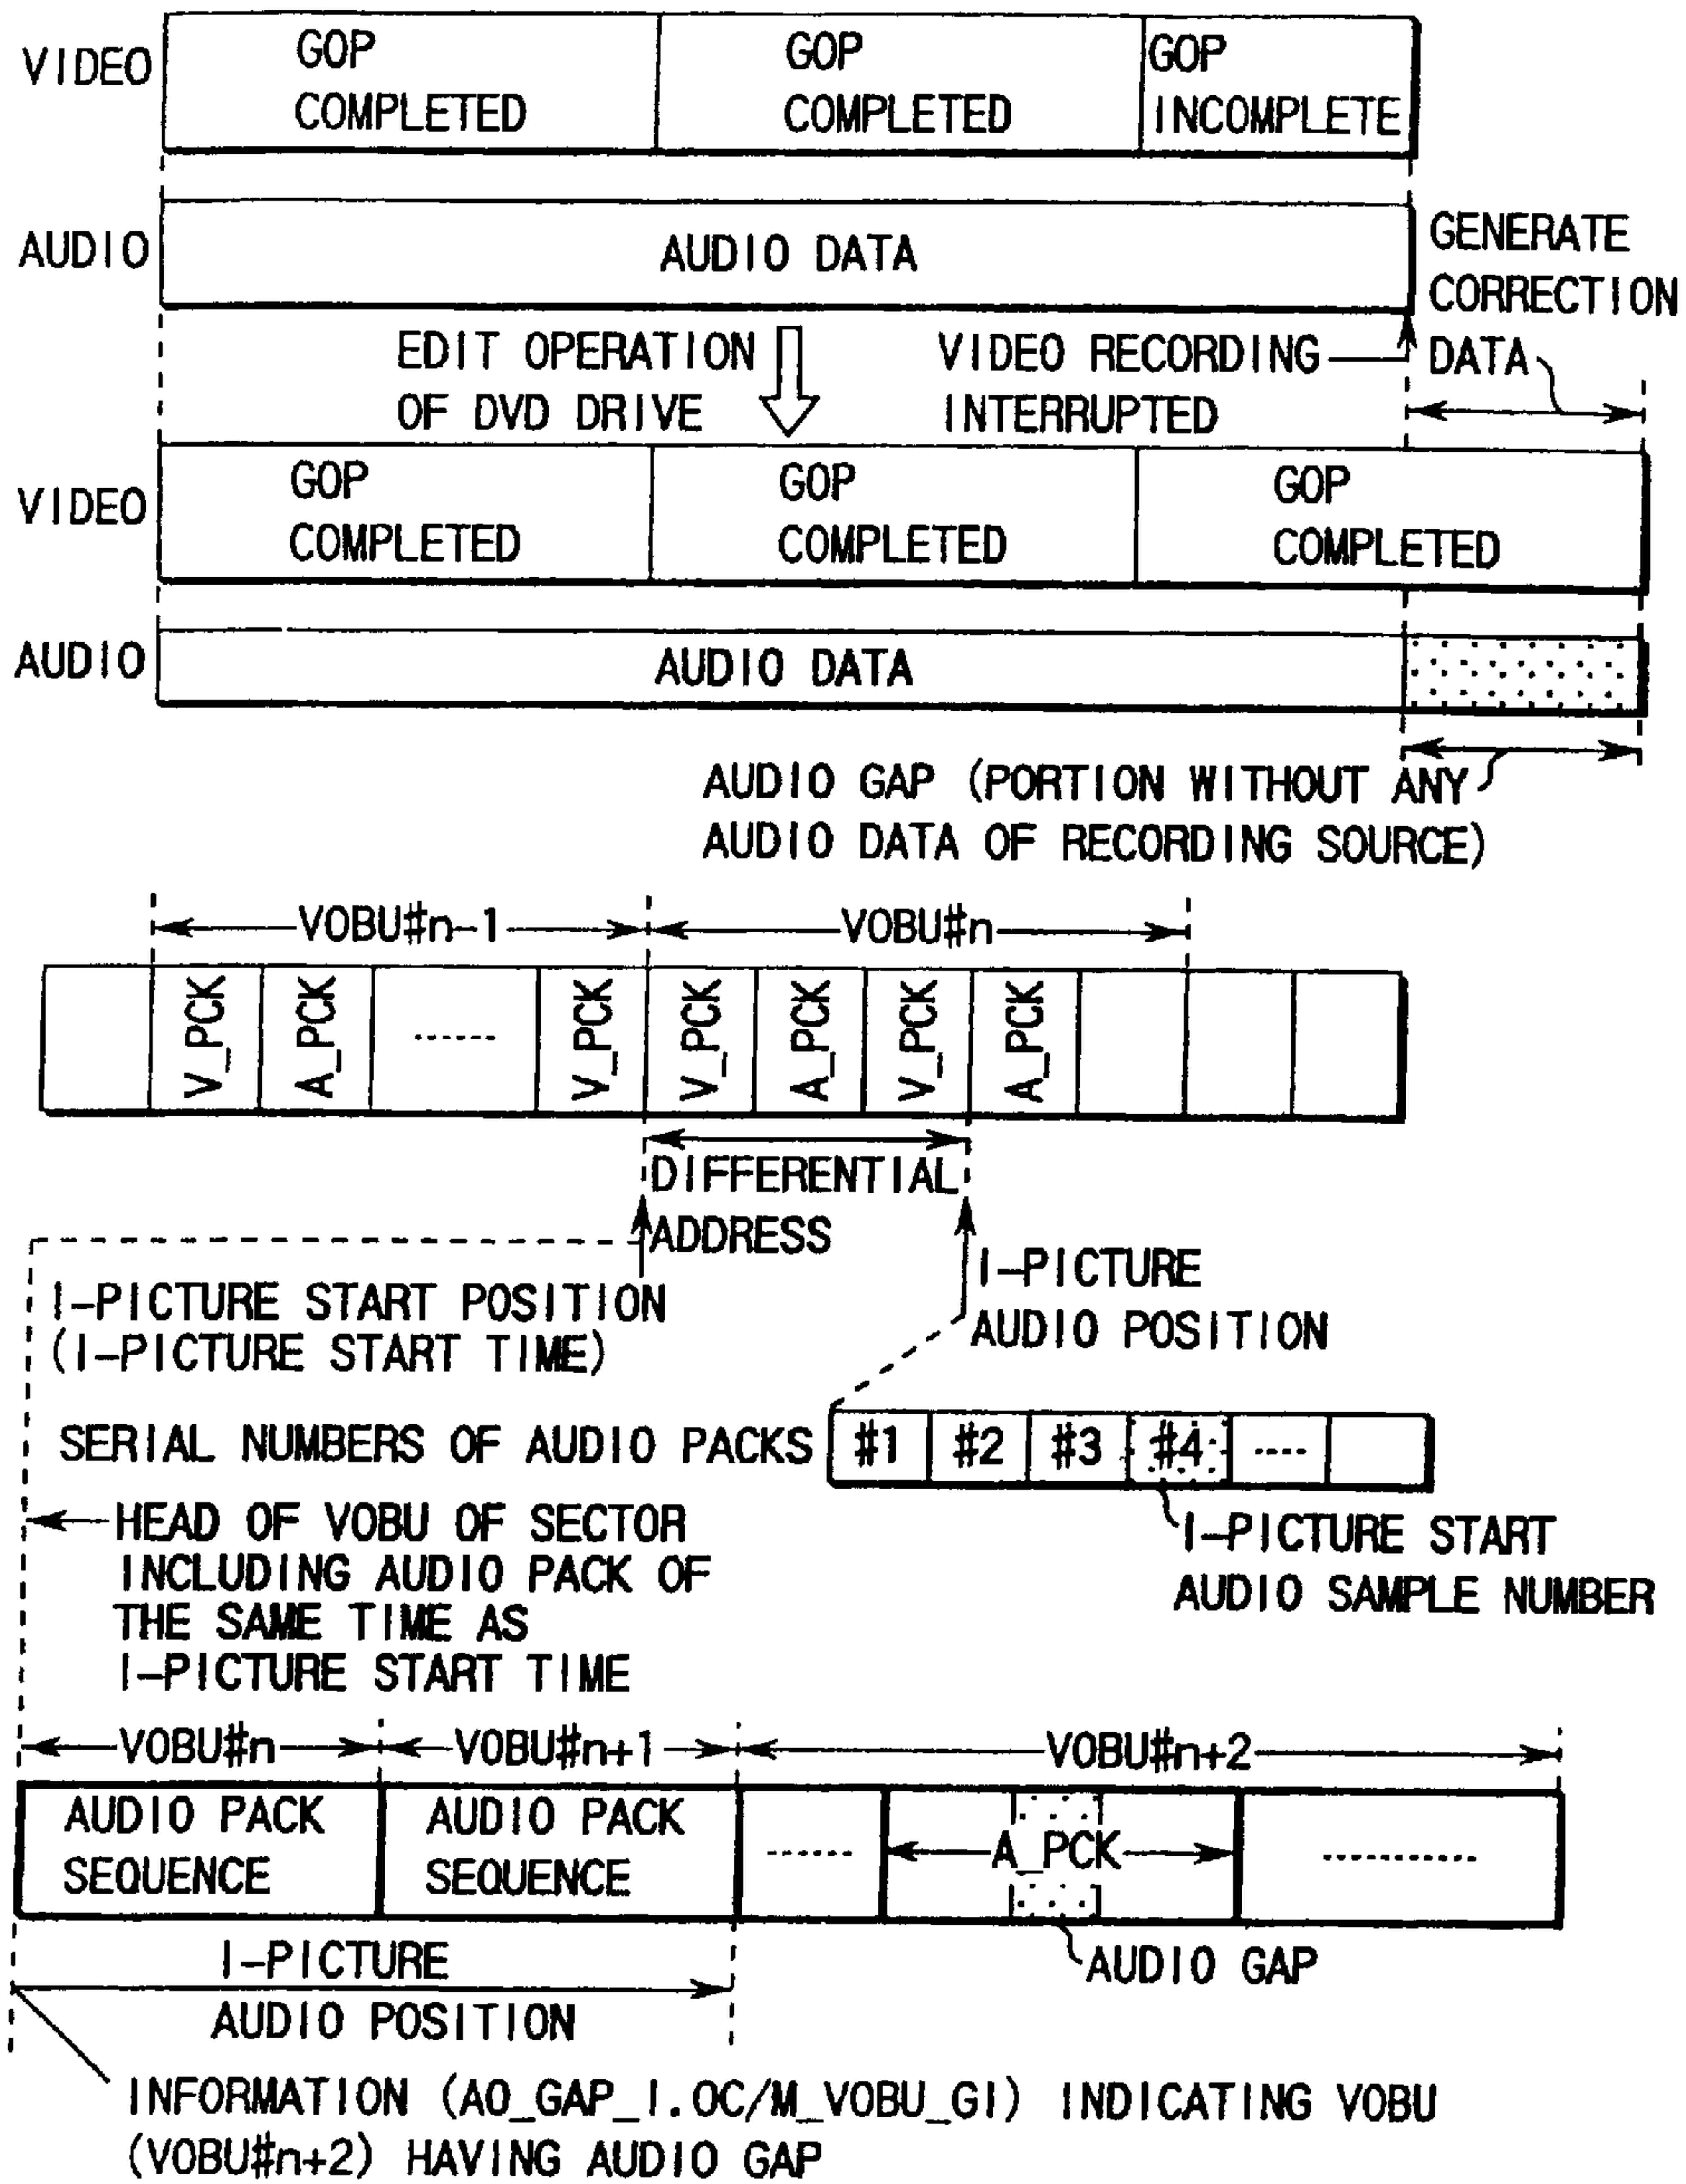 GOP GOP GOP
VIDEO
COMPLETED COMPLETED INCOMPLETE
AUDIO AUDIO DATA
GENERATE
CORRECTION
DATA
EDIT OPERATION
OF DVD DRIVE
VIDEO RECORDING
INTERRUPTED
GOP GOP GOP
VIDEO
COMPLETED COMPLETED COMPLETED
AUDIO AUDIO DATA
AUDIO GAP (PORTION WITHOUT ANY
AUDIO DATA OF RECORDING SOURCE)
VOBU#n-1 VOBU#n
V_PCK A_PCK ------ V_PCK V_PCK A_PCK V_PCK A_PCK
DIFFERENTIAL
ADDRESS
I-PICTURE START POSITION
(I-PICTURE START TIME)
I-PICTURE
AUDIO POSITION
SERIAL NUMBERS OF AUDIO PACKS #1 #2 #3 #4 ----
I-PICTURE START
AUDIO SAMPLE NUMBER
HEAD OF VOBU OF SECTOR
INCLUDING AUDIO PACK OF
THE SAME TIME AS
I-PICTURE START TIME
VOBU#n VOBU#n+1 VOBU#n+2
AUDIO PACK AUDIO PACK
SEQUENCE SEQUENCE ------ A_PCK -----------
AUDIO GAP
I-PICTURE
AUDIO POSITION
INFORMATION (A0_GAP_I.OC/M_VOBU_GI) INDICATING VOBU
(VOBU#n+2) HAVING AUDIO GAP